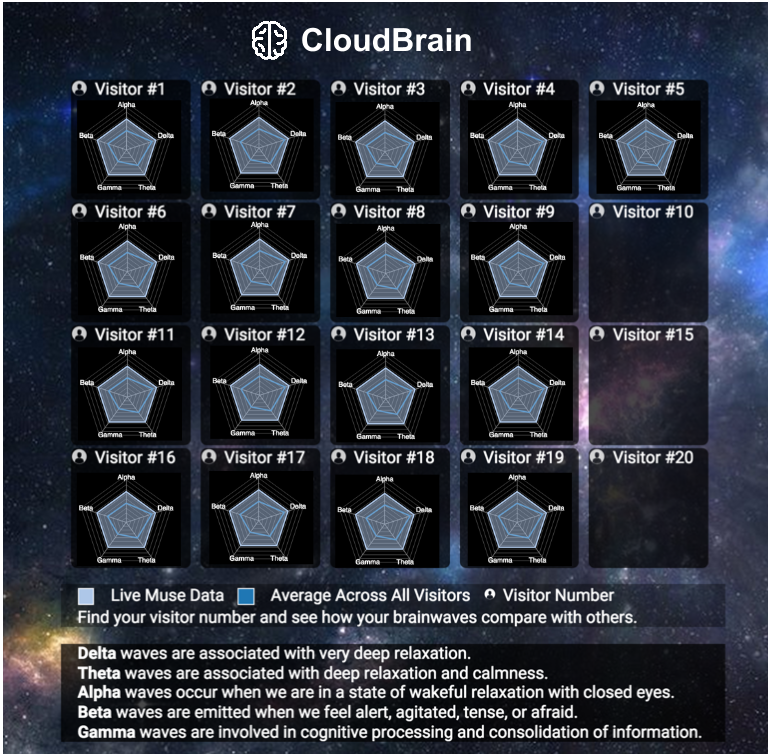 CloudBrain
Visitor #1 Visitor #2 Visitor #3 Visitor #4 Visitor #5
Alpha Alpha Alpha Alpha Alpha
Beta Delta Beta Delta Beta Delta Beta Delta Beta Delta
Gamma Theta Gamma Theta Gamma Theta Gamma Theta Gamma Theta
Visitor #6 Visitor #7 Visitor #8 Visitor #9 Visitor #10
Alpha Alpha Alpha Alpha
Beta Delta Beta Delta Beta Delta Beta Delta
Gamma Theta Gamma Theta Gamma Theta Gamma Theta
Visitor #11 Visitor #12 Visitor #13 Visitor #14 Visitor #15
Alpha Alpha Alpha Alpha
Beta Delta Beta Delta Beta Delta Beta Delta
Gamma Theta Gamma Theta Gamma Theta Gamma Theta
Visitor #16 Visitor #17 Visitor #18 Visitor #19 Visitor #20
Alpha Alpha Alpha Alpha
Beta Delta Beta Delta Beta Delta Beta Delta
Gamma Theta Gamma Theta Gamma Theta Gamma Theta
Live Muse Data Average Across All Visitors Visitor Number
Find your visitor number and see how your brainwaves compare with others.
Delta waves are associated with very deep relaxation.
Theta waves are associated with deep relaxation and calmness.
Alpha waves occur when we are in a state of wakeful relaxation with closed eyes.
Beta waves are emitted when we feel alert, agitated, tense, or afraid.
Gamma waves are involved in cognitive processing and consolidation of information.